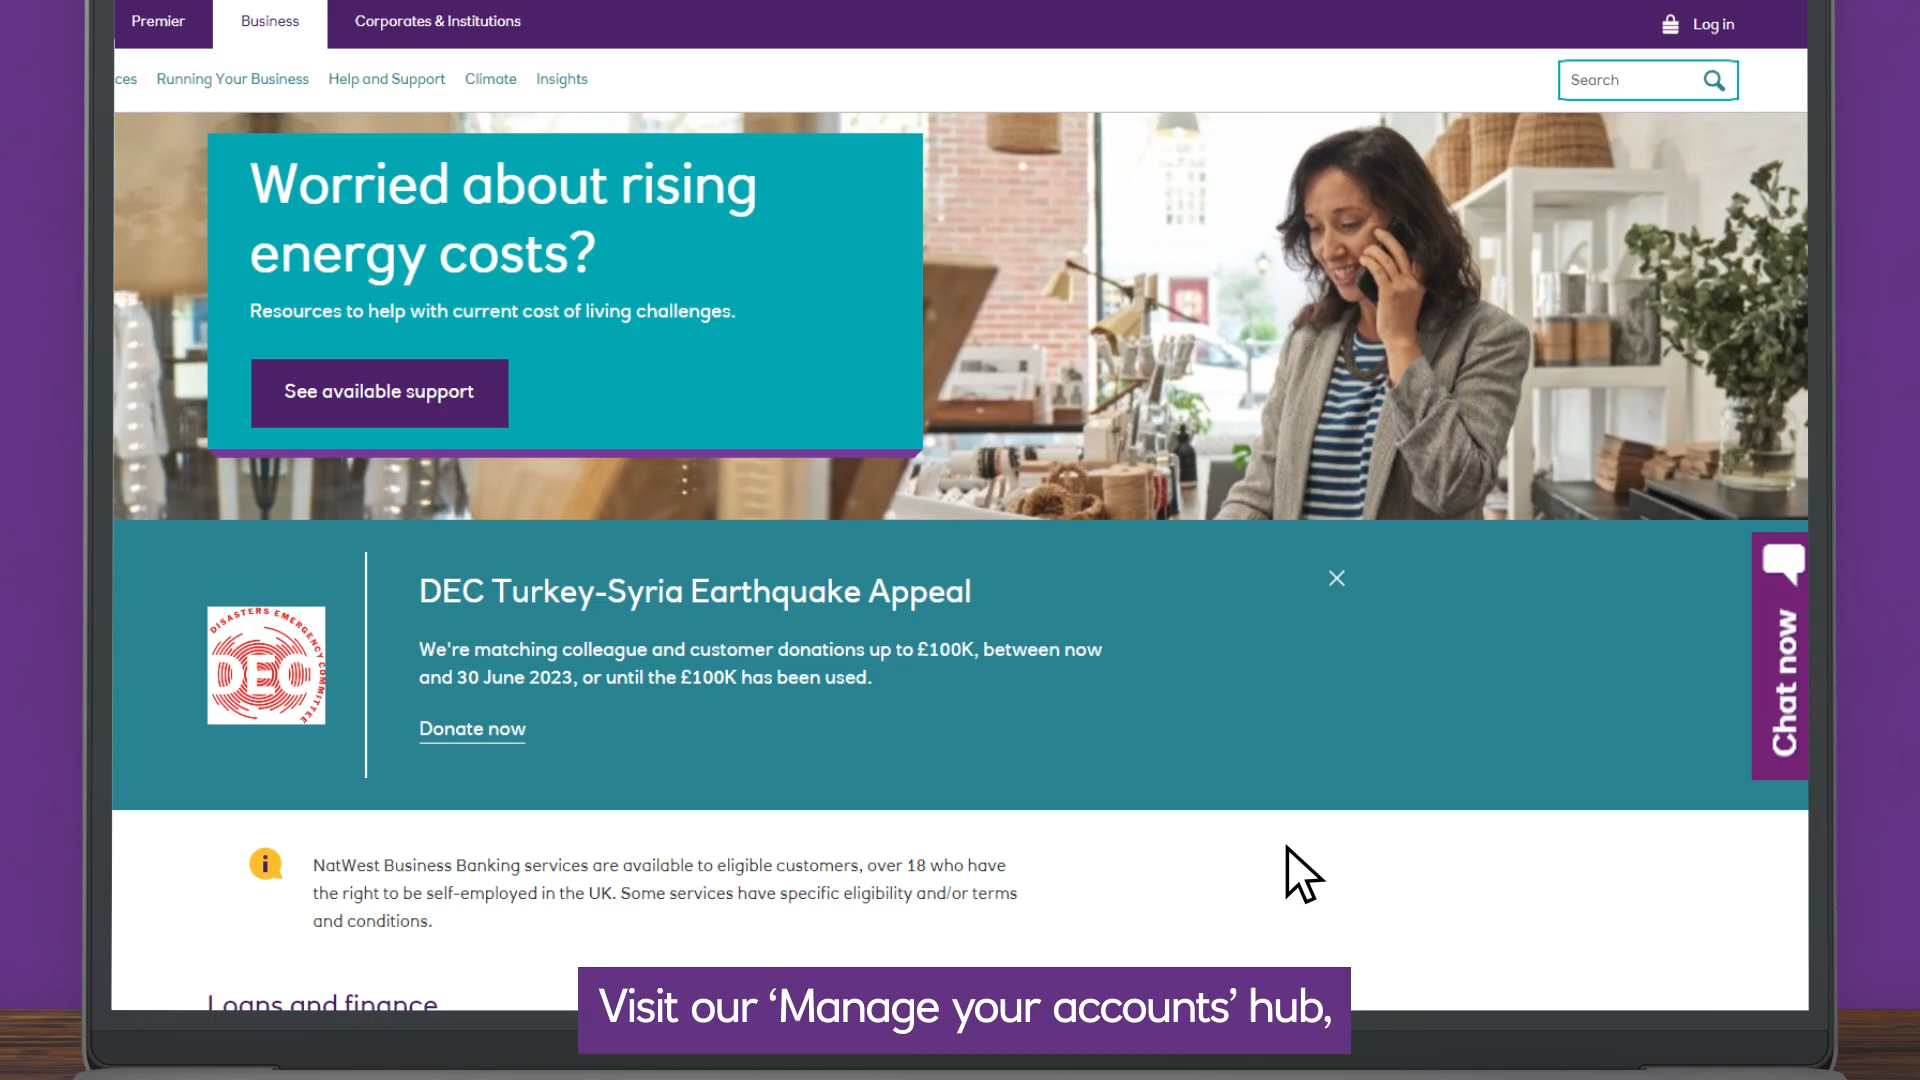 Premier
Business
Corporates & Institutions
Log in
ces
Running Your Business
Help and Support
Climate
Insights
Search
Worried about rising
energy costs?
Resources to help with current cost of living challenges.
See available support
DISASTERS EMERGENCY COMMITTEE
DEC
DEC Turkey-Syria Earthquake Appeal
We're matching colleague and customer donations up to £100K, between now
and 30 June 2023, or until the £100K has been used.
Donate now
Chat now
NatWest Business Banking services are available to eligible customers, over 18 who have
the right to be self-employed in the UK. Some services have specific eligibility and/or terms
and conditions.
Loans and finance
Visit our ‘Manage your accounts’ hub,